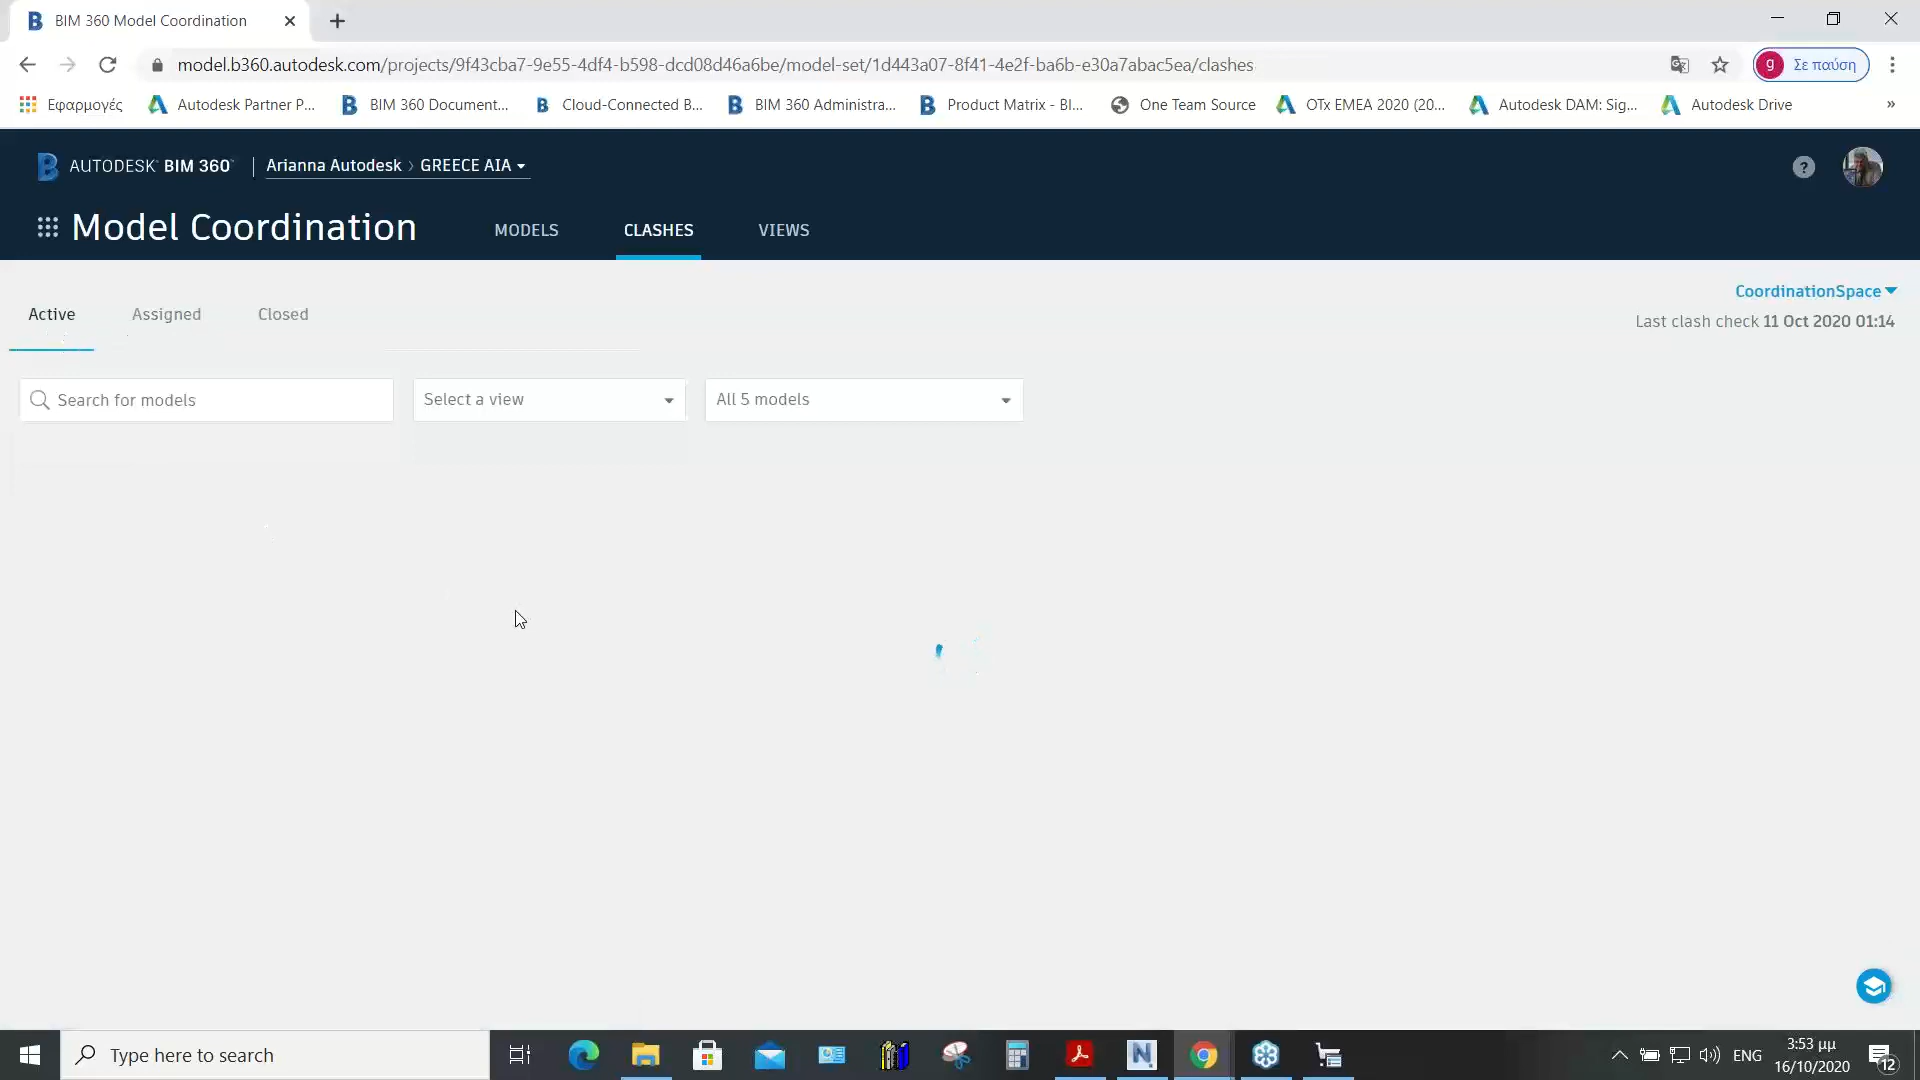 BIM 360 Model Coordination
model.b360.autodesk.com/projects/9f43cba7-9e55-4df4-b598-dcd08d46a6be/model-set/1d443a07-8f41-4e2f-ba6b-e30a7abac5ea/clashes
g Σε παύση
Εφαρμογές Autodesk Partner P... BIM 360 Document... Cloud-Connected B... BIM 360 Administra... Product Matrix - BI... One Team Source OTx EMEA 2020 (20... Autodesk DAM: Sig... Autodesk Drive »
AUTODESK BIM 360 Arianna Autodesk › GREECE AIA
Model Coordination MODELS CLASHES VIEWS
CoordinationSpace
Active Assigned Closed
Last clash check 11 Oct 2020 01:14
Search for models Select a view All 5 models
Type here to search
ENG
3:53 μμ
16/10/2020
12